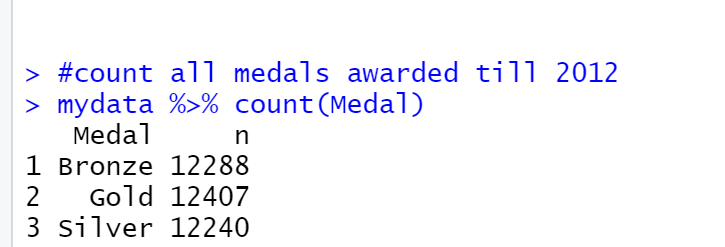 > #count all medals awarded till 2012
> mydata %>% count(Medal)
   Medal     n
1 Bronze 12288
2   Gold 12407
3 Silver 12240